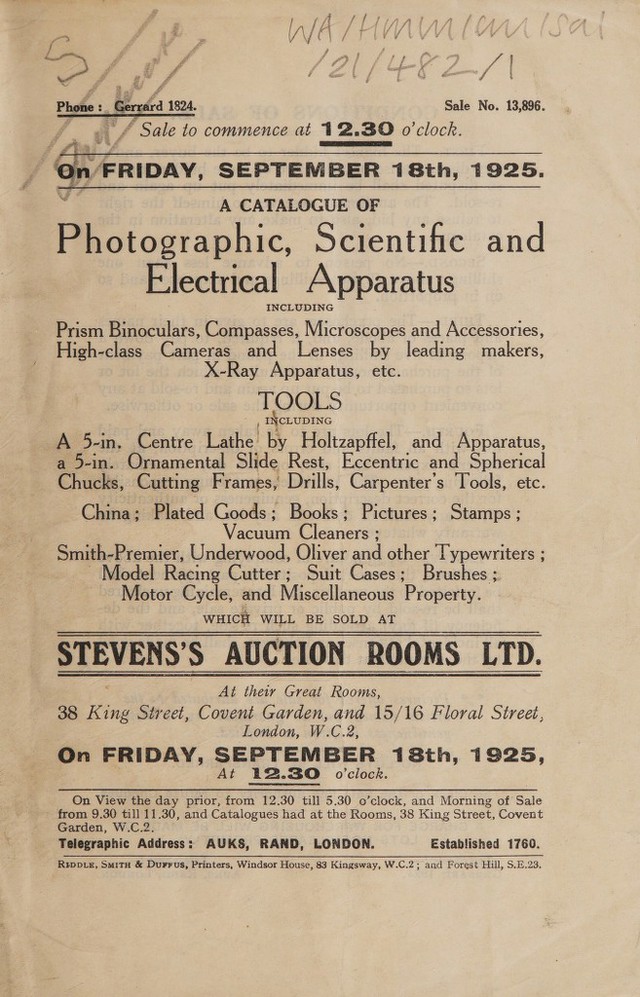 WA/HMM/CM/Sal
/21/482/1
Duplicate
Phone: Gerrard 1824. Sale No. 13,896.
Sale to commence at 12.30 o'clock.
On FRIDAY, SEPTEMBER 18th, 1925.
A CATALOGUE OF
Photographic, Scientific and
Electrical Apparatus
INCLUDING
Prism Binoculars, Compasses, Microscopes and Accessories,
High-class Cameras and Lenses by leading makers,
X-Ray Apparatus, etc.
TOOLS
INCLUDING
A 5-in. Centre Lathe by Holtzapffel, and Apparatus,
a 5-in. Ornamental Slide Rest, Eccentric and Spherical
Chucks, Cutting Frames, Drills, Carpenter's Tools, etc.
China; Plated Goods; Books; Pictures; Stamps;
Vacuum Cleaners;
Smith-Premier, Underwood, Oliver and other Typewriters;
Model Racing Cutter; Suit Cases; Brushes;
Motor Cycle, and Miscellaneous Property.
WHICH WILL BE SOLD AT
STEVENS'S AUCTION ROOMS LTD.
At their Great Rooms,
38 King Street, Covent Garden, and 15/16 Floral Street,
London, W.C.2,
On FRIDAY, SEPTEMBER 18th, 1925,
At 12.30 o'clock.
On View the day prior, from 12.30 till 5.30 o'clock, and Morning of Sale
from 9.30 till 11.30, and Catalogues had at the Rooms, 38 King Street, Covent
Garden, W.C.2.
Telegraphic Address: AUKS, RAND, LONDON. Established 1760.
RIDDLE, SMITH & DUFFUS, Printers, Windsor House, 83 Kingsway, W.C.2; and Forest Hill, S.E.23.